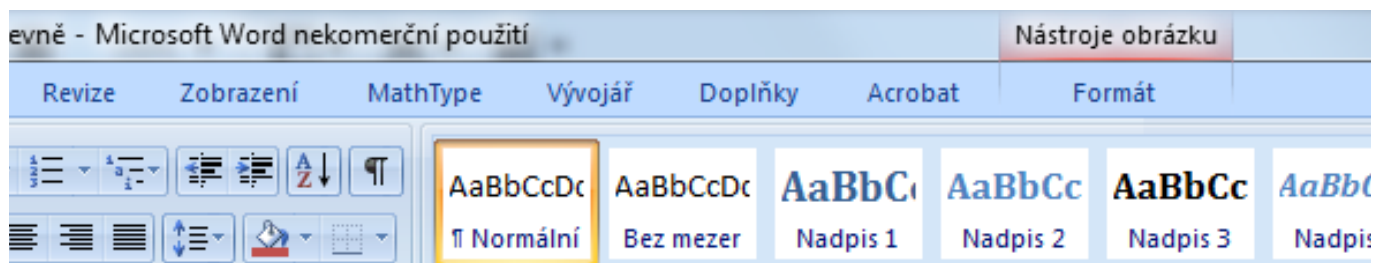 evně - Microsoft Word nekomerční použití Nástroje obrázku
Revize Zobrazení MathType Vývojář Doplňky Acrobat Formát
AaBbCcDc AaBbCcDc AaBbC AaBbCc AaBbCc AaBb
¶ Normální Bez mezer Nadpis 1 Nadpis 2 Nadpis 3 Nadpis